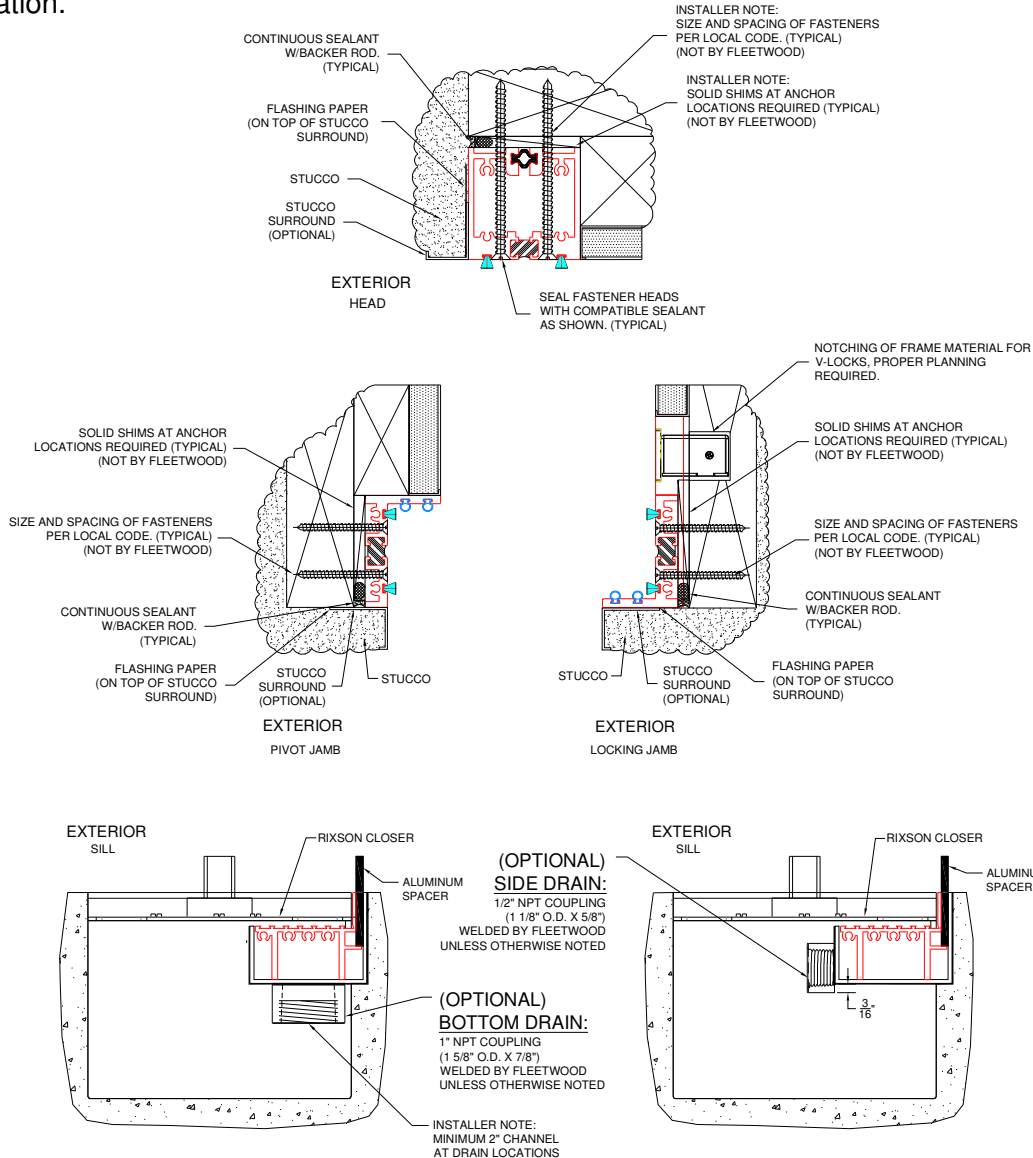 ation.
INSTALLER NOTE:
SIZE AND SPACING OF FASTENERS
PER LOCAL CODE. (TYPICAL)
(NOT BY FLEETWOOD)
CONTINUOUS SEALANT
W/BACKER ROD.
(TYPICAL)
INSTALLER NOTE:
SOLID SHIMS AT ANCHOR
LOCATIONS REQUIRED (TYPICAL)
(NOT BY FLEETWOOD)
FLASHING PAPER
(ON TOP OF STUCCO
SURROUND)
STUCCO
STUCCO
SURROUND
(OPTIONAL)
EXTERIOR
HEAD
SEAL FASTENER HEADS
WITH COMPATIBLE SEALANT
AS SHOWN. (TYPICAL)
SOLID SHIMS AT ANCHOR
LOCATIONS REQUIRED (TYPICAL)
(NOT BY FLEETWOOD)
SIZE AND SPACING OF FASTENERS
PER LOCAL CODE. (TYPICAL)
(NOT BY FLEETWOOD)
CONTINUOUS SEALANT
W/BACKER ROD.
(TYPICAL)
FLASHING PAPER
(ON TOP OF STUCCO
SURROUND)
STUCCO
SURROUND
(OPTIONAL)
STUCCO
EXTERIOR
PIVOT JAMB
NOTCHING OF FRAME MATERIAL FOR
V-LOCKS, PROPER PLANNING
REQUIRED.
SOLID SHIMS AT ANCHOR
LOCATIONS REQUIRED (TYPICAL)
(NOT BY FLEETWOOD)
SIZE AND SPACING OF FASTENERS
PER LOCAL CODE. (TYPICAL)
(NOT BY FLEETWOOD)
CONTINUOUS SEALANT
W/BACKER ROD.
(TYPICAL)
STUCCO
STUCCO
SURROUND
(OPTIONAL)
FLASHING PAPER
(ON TOP OF STUCCO
SURROUND)
EXTERIOR
LOCKING JAMB
EXTERIOR
SILL
RIXSON CLOSER
ALUMINUM
SPACER
(OPTIONAL)
BOTTOM DRAIN:
1" NPT COUPLING
(1 5/8" O.D. X 7/8")
WELDED BY FLEETWOOD
UNLESS OTHERWISE NOTED
INSTALLER NOTE:
MINIMUM 2" CHANNEL
AT DRAIN LOCATIONS
(OPTIONAL)
SIDE DRAIN:
1/2" NPT COUPLING
(1 1/8" O.D. X 5/8")
WELDED BY FLEETWOOD
UNLESS OTHERWISE NOTED
EXTERIOR
SILL
RIXSON CLOSER
ALUMINU
SPACER
3/16"